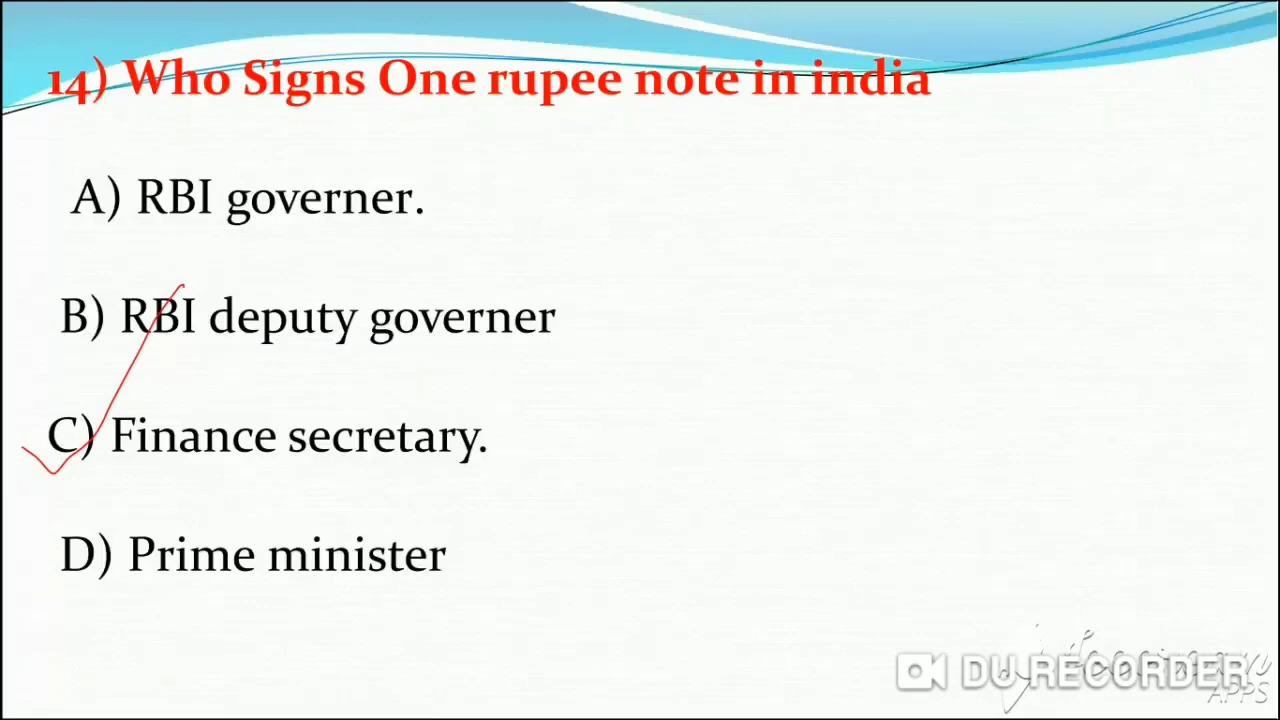 14) Who Signs One rupee note in india
A) RBI governer.
B) RBI deputy governer
C) Finance secretary.
D) Prime minister
DU RECORDER
APPS